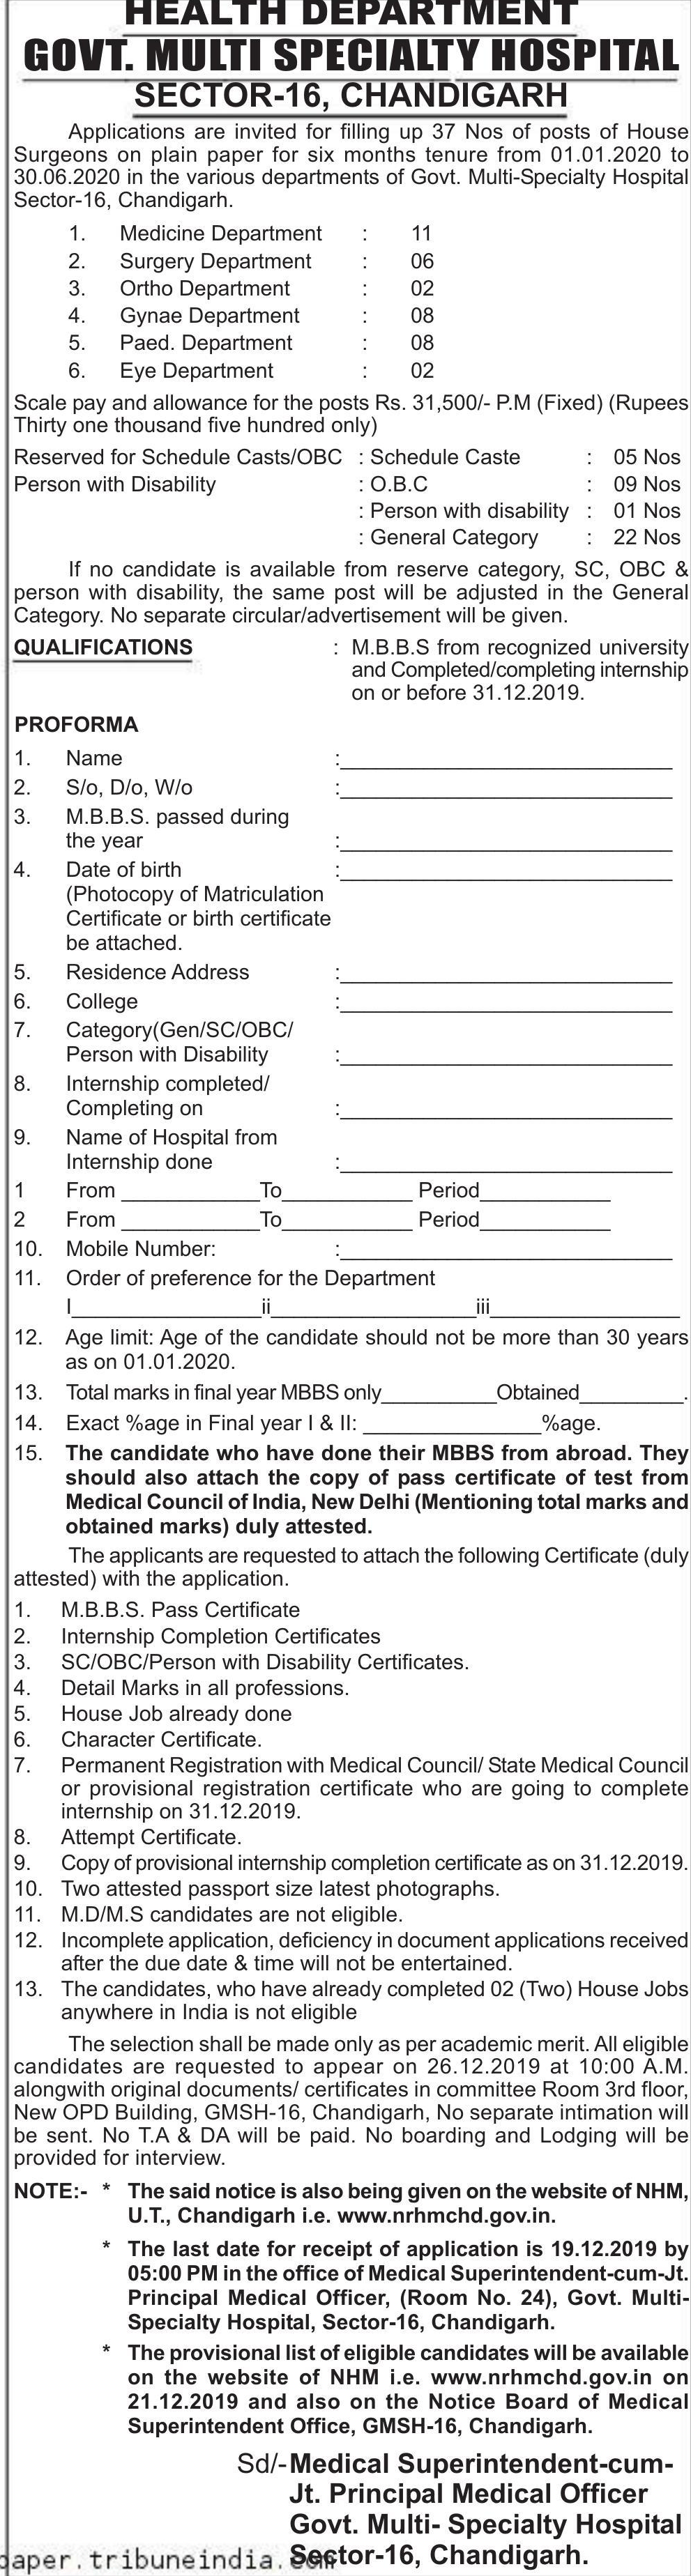 HEALTH DEPARTMENT
GOVT. MULTI SPECIALTY HOSPITAL
SECTOR-16, CHANDIGARH
Applications are invited for filling up 37 Nos of posts of House
Surgeons on plain paper for six months tenure from 01.01.2020 to
30.06.2020 in the various departments of Govt. Multi-Specialty Hospital
Sector-16, Chandigarh.
1. Medicine Department : 11
2. Surgery Department : 06
3. Ortho Department : 02
4. Gynae Department : 08
5. Paed. Department : 08
6. Eye Department : 02
Scale pay and allowance for the posts Rs. 31,500/- P.M (Fixed) (Rupees
Thirty one thousand five hundred only)
Reserved for Schedule Casts/OBC : Schedule Caste : 05 Nos
Person with Disability : O.B.C : 09 Nos
: Person with disability : 01 Nos
: General Category : 22 Nos
If no candidate is available from reserve category, SC, OBC &
person with disability, the same post will be adjusted in the General
Category. No separate circular/advertisement will be given.
QUALIFICATIONS : M.B.B.S from recognized university
and Completed/completing internship
on or before 31.12.2019.
PROFORMA
1. Name :____________________________
2. S/o, D/o, W/o :____________________________
3. M.B.B.S. passed during
the year :____________________________
4. Date of birth :____________________________
(Photocopy of Matriculation
Certificate or birth certificate
be attached.
5. Residence Address :____________________________
6. College :____________________________
7. Category(Gen/SC/OBC/
Person with Disability :____________________________
8. Internship completed/
Completing on :____________________________
9. Name of Hospital from
Internship done :____________________________
1 From ____________To___________ Period___________
2 From ____________To___________ Period___________
10. Mobile Number: :____________________________
11. Order of preference for the Department
I________________ii_________________iii________________
12. Age limit: Age of the candidate should not be more than 30 years
as on 01.01.2020.
13. Total marks in final year MBBS only__________Obtained_________.
14. Exact %age in Final year I & II: _______________%age.
15. The candidate who have done their MBBS from abroad. They
should also attach the copy of pass certificate of test from
Medical Council of India, New Delhi (Mentioning total marks and
obtained marks) duly attested.
The applicants are requested to attach the following Certificate (duly
attested) with the application.
1. M.B.B.S. Pass Certificate
2. Internship Completion Certificates
3. SC/OBC/Person with Disability Certificates.
4. Detail Marks in all professions.
5. House Job already done
6. Character Certificate.
7. Permanent Registration with Medical Council/ State Medical Council
or provisional registration certificate who are going to complete
internship on 31.12.2019.
8. Attempt Certificate.
9. Copy of provisional internship completion certificate as on 31.12.2019.
10. Two attested passport size latest photographs.
11. M.D/M.S candidates are not eligible.
12. Incomplete application, deficiency in document applications received
after the due date & time will not be entertained.
13. The candidates, who have already completed 02 (Two) House Jobs
anywhere in India is not eligible
The selection shall be made only as per academic merit. All eligible
candidates are requested to appear on 26.12.2019 at 10:00 A.M.
alongwith original documents/ certificates in committee Room 3rd floor,
New OPD Building, GMSH-16, Chandigarh, No separate intimation will
be sent. No T.A & DA will be paid. No boarding and Lodging will be
provided for interview.
NOTE:- * The said notice is also being given on the website of NHM,
U.T., Chandigarh i.e. www.nrhmchd.gov.in.
* The last date for receipt of application is 19.12.2019 by
05:00 PM in the office of Medical Superintendent-cum-Jt.
Principal Medical Officer, (Room No. 24), Govt. Multi-
Specialty Hospital, Sector-16, Chandigarh.
* The provisional list of eligible candidates will be available
on the website of NHM i.e. www.nrhmchd.gov.in on
21.12.2019 and also on the Notice Board of Medical
Superintendent Office, GMSH-16, Chandigarh.
Sd/-Medical Superintendent-cum-
Jt. Principal Medical Officer
Govt. Multi- Specialty Hospital
Sector-16, Chandigarh.
paper.tribuneindia.com